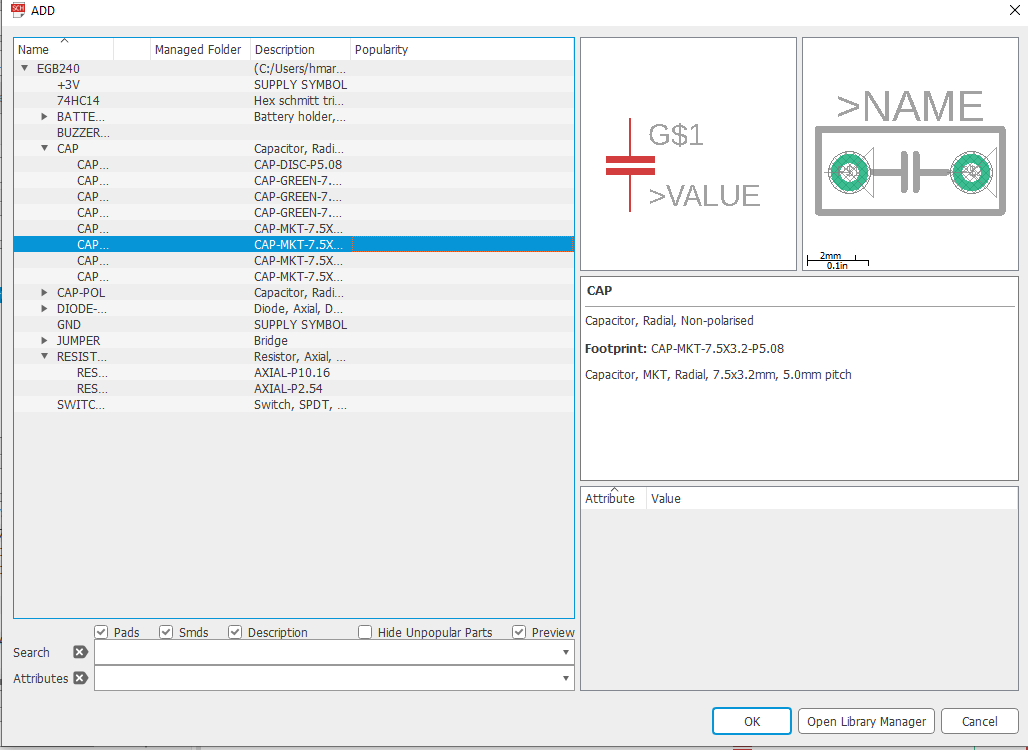 ADD
Name Managed Folder Description Popularity
EGB240 (C:/Users/hmar...
+3V SUPPLY SYMBOL
74HC14 Hex schmitt tri...
BATTE... Battery holder,...
BUZZER...
CAP Capacitor, Radi...
CAP... CAP-DISC-P5.08
CAP... CAP-GREEN-7....
CAP... CAP-GREEN-7....
CAP... CAP-GREEN-7....
CAP... CAP-MKT-7.5X...
CAP... CAP-MKT-7.5X...
CAP... CAP-MKT-7.5X...
CAP... CAP-MKT-7.5X...
CAP-POL Capacitor, Radi...
DIODE-... Diode, Axial, D...
GND SUPPLY SYMBOL
JUMPER Bridge
RESIST... Resistor, Axial, ...
RES... AXIAL-P10.16
RES... AXIAL-P2.54
SWITC... Switch, SPDT, ...
Pads Smds Description Hide Unpopular Parts Preview
Search
Attributes
G$1
>VALUE
>NAME
2mm
0.1in
CAP
Capacitor, Radial, Non-polarised
Footprint: CAP-MKT-7.5X3.2-P5.08
Capacitor, MKT, Radial, 7.5x3.2mm, 5.0mm pitch
Attribute Value
OK Open Library Manager Cancel